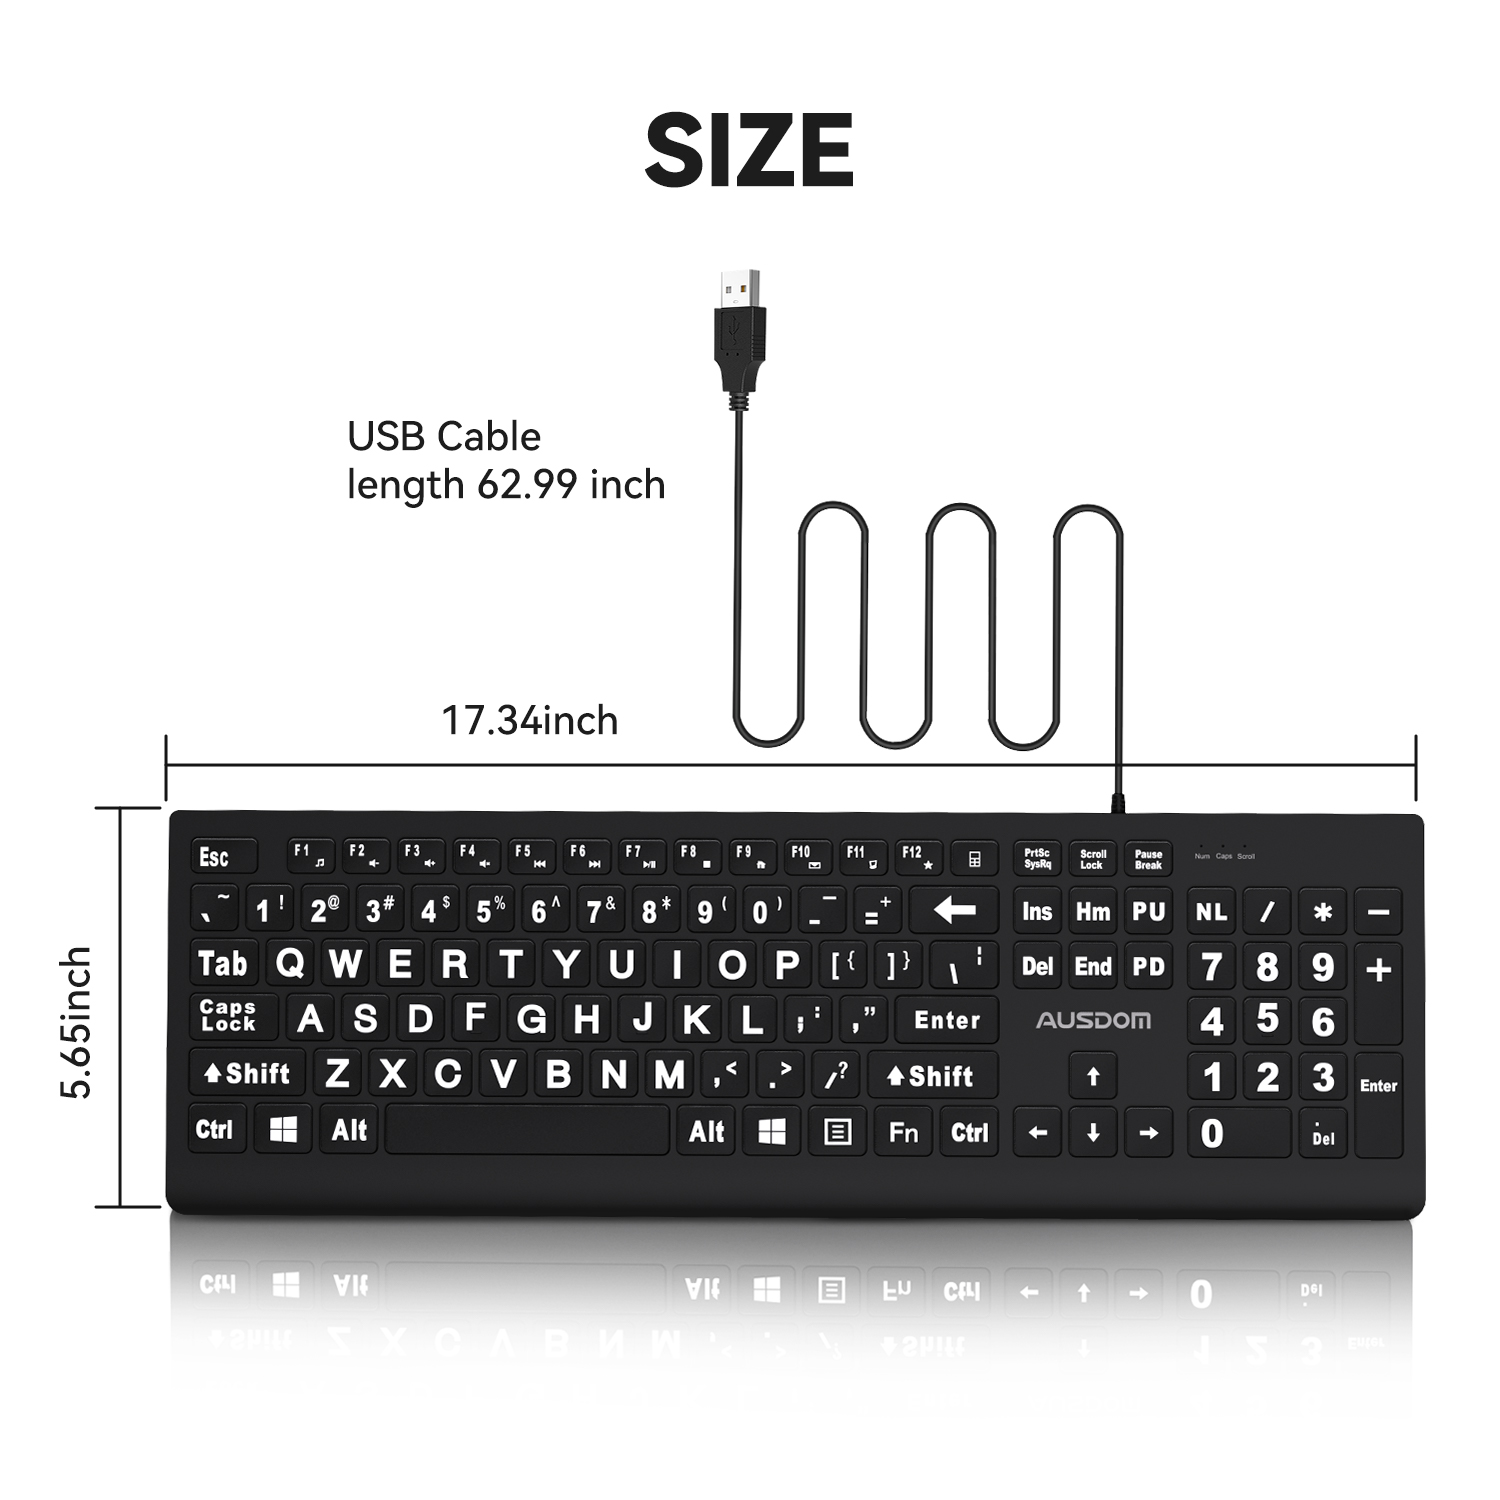 SIZE
USB Cable
length 62.99 inch
17.34inch
5.65inch
Esc F1 F2 F3 F4 F5 F6 F7 F8 F9 F10 F11 F12 PrtSc SysRq Scroll Lock Pause Break Num Caps Scroll
` ~ 1 ! 2 @ 3 # 4 $ 5 % 6 ^ 7 & 8 * 9 ( 0 ) - _ = + ← Ins Hm PU NL / * -
Tab Q W E R T Y U I O P [ { ] } \ ¦ Del End PD 7 8 9 +
Caps Lock A S D F G H J K L ; : , ” Enter AUSDOM 4 5 6
Shift Z X C V B N M , < . > / ? Shift ↑ 1 2 3 Enter
Ctrl Alt Alt Fn Ctrl ← ↓ → 0 . Del